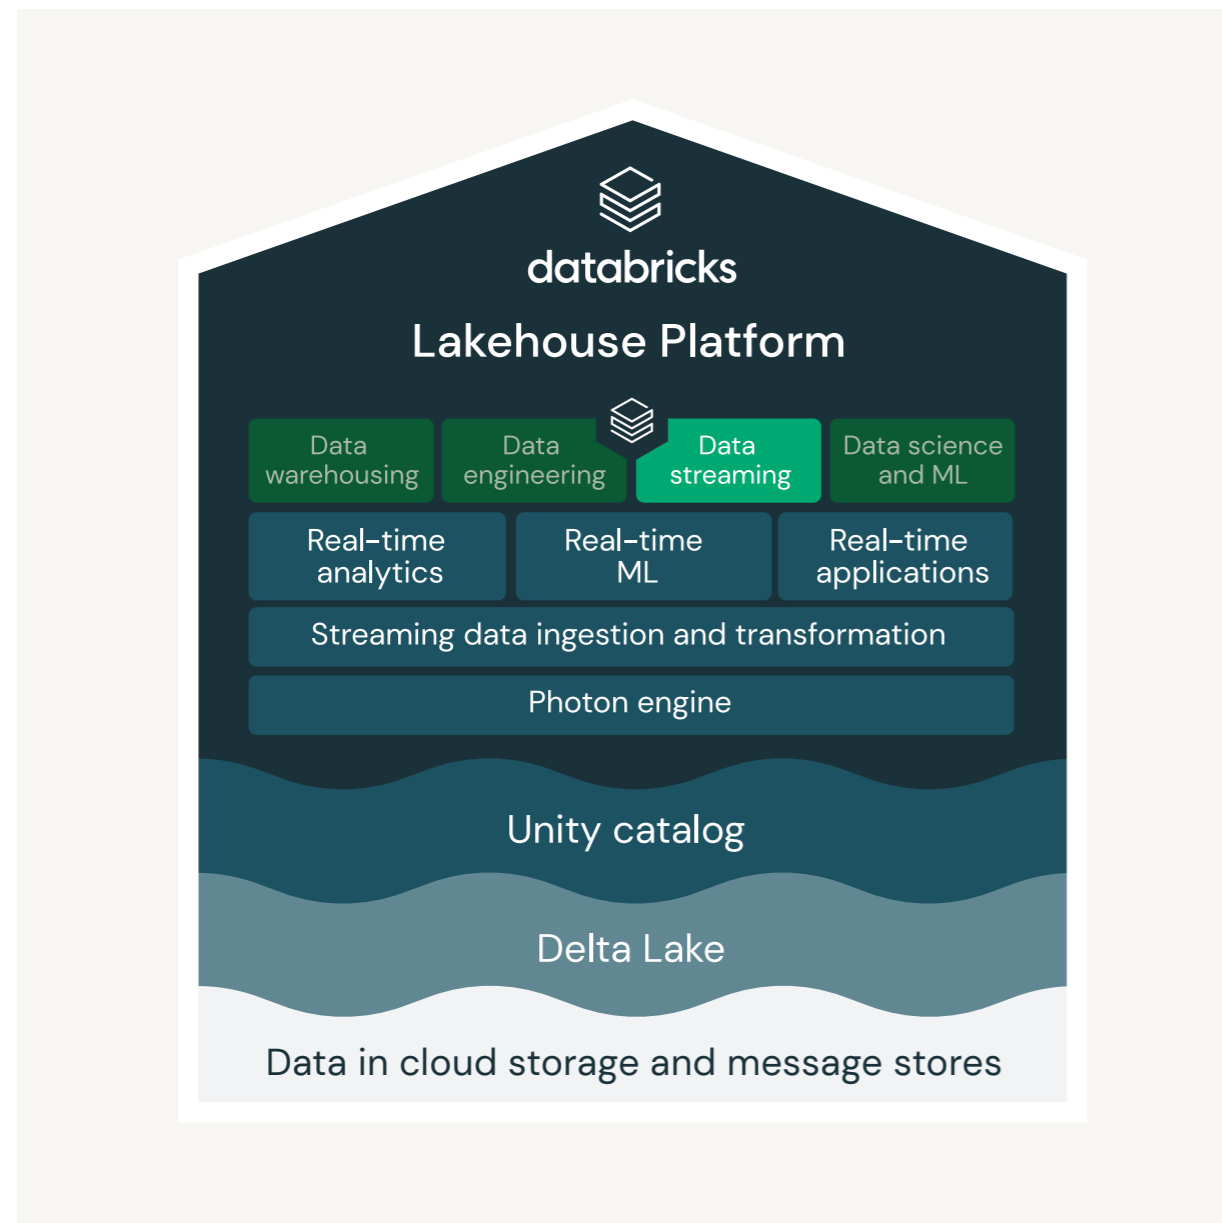 databricks
Lakehouse Platform
Data
warehousing
Data
engineering
Data
streaming
Data science
and ML
Real-time
analytics
Real-time
ML
Real-time
applications
Streaming data ingestion and transformation
Photon engine
Unity catalog
Delta Lake
Data in cloud storage and message stores